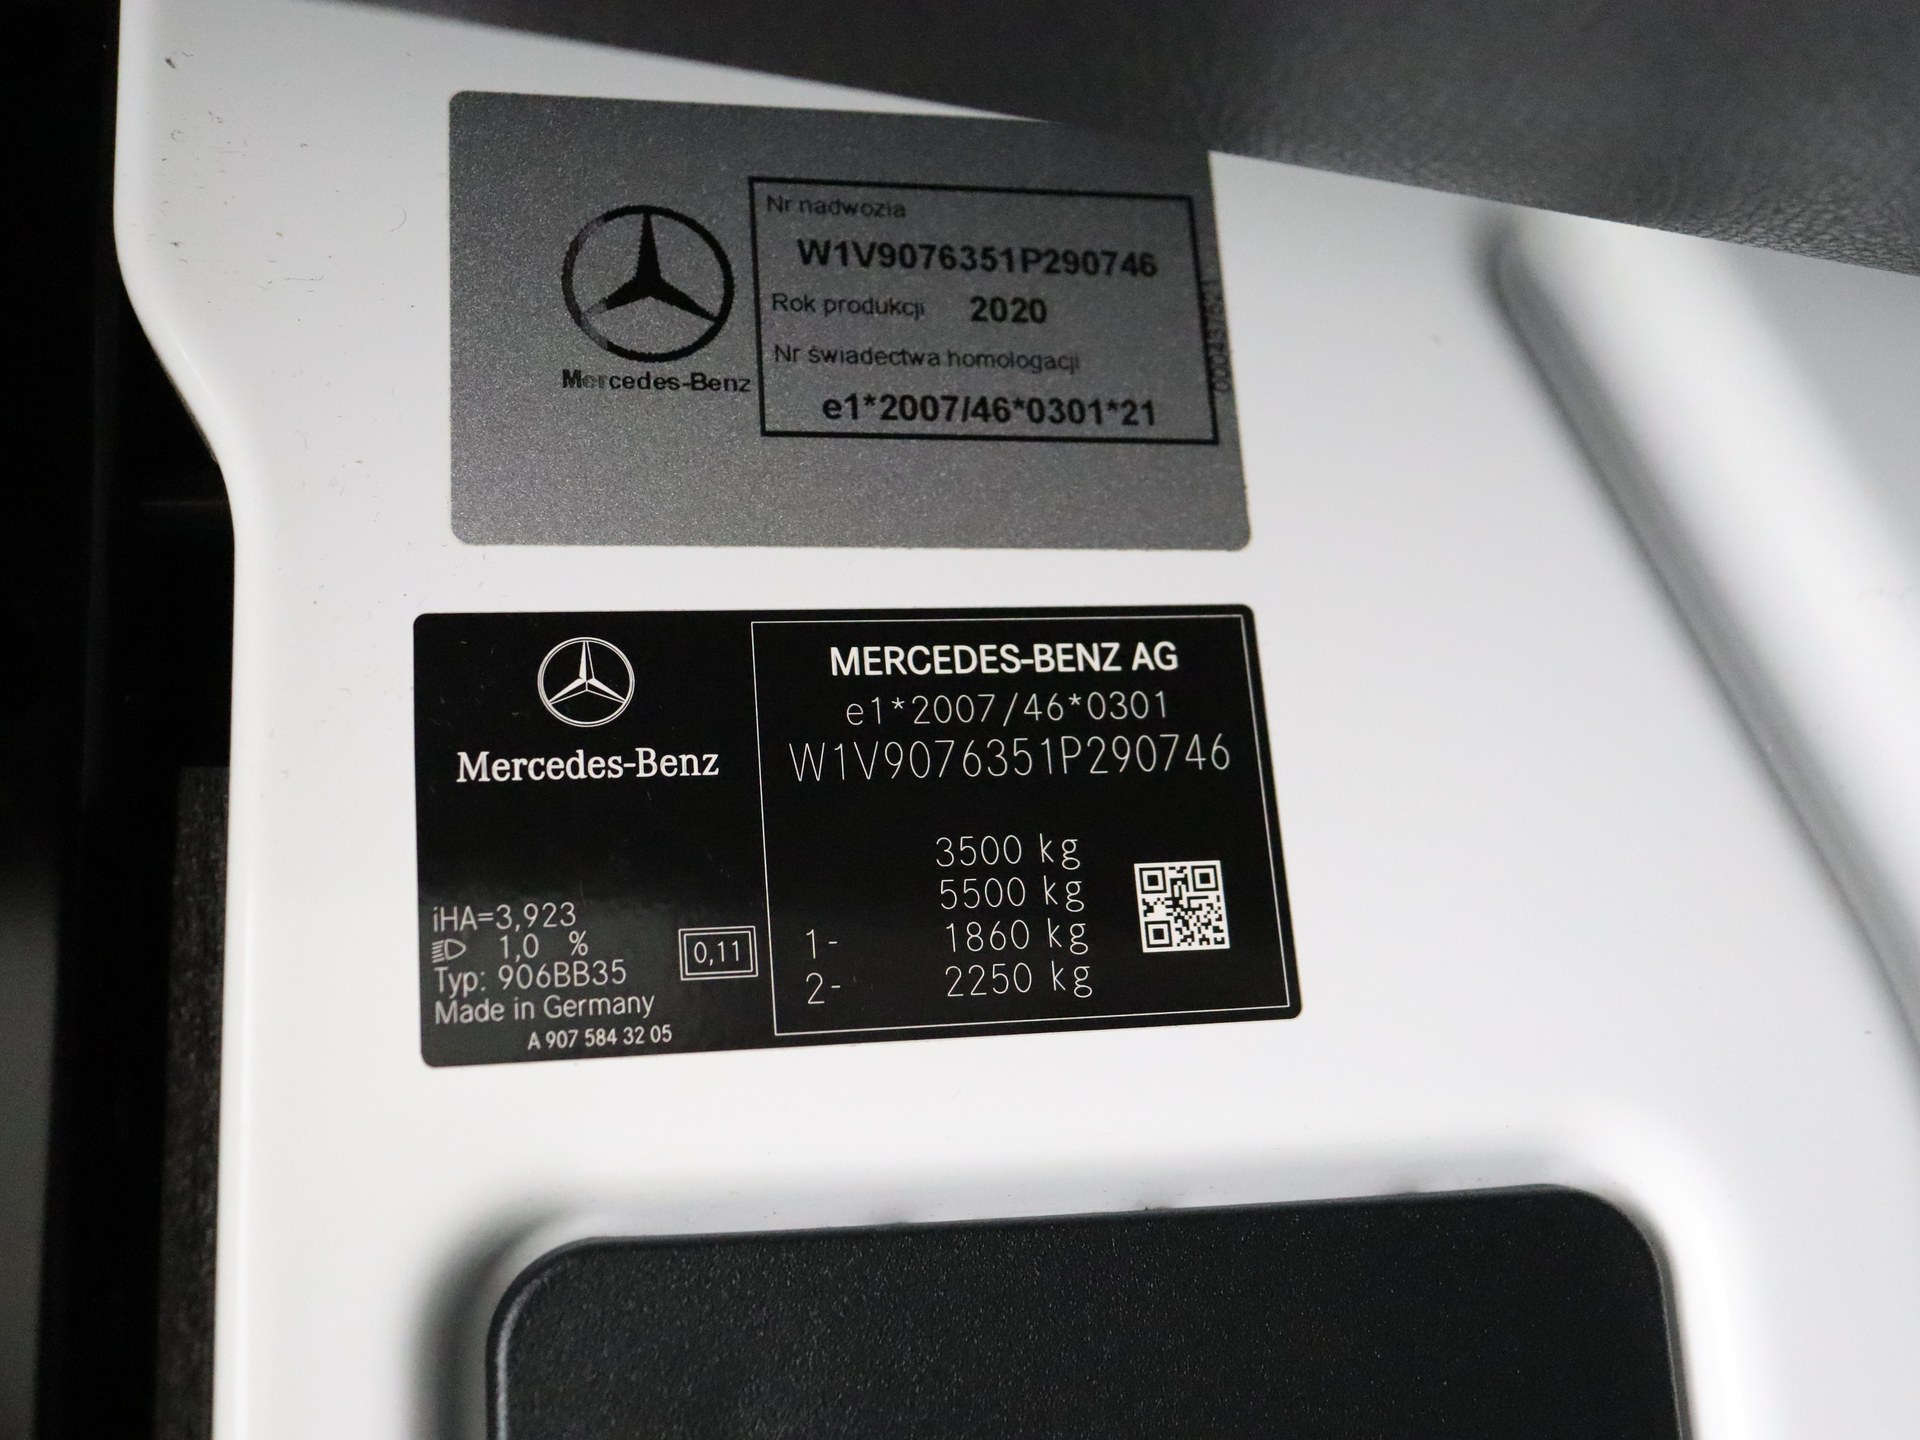 Nr nadwozia
W1V9076351P290746
Rok produkcji 2020
Nr świadectwa homologacji
e1*2007/46*0301*21
Mercedes-Benz
MERCEDES-BENZ AG
e1*2007/46*0301
W1V9076351P290746
Mercedes-Benz
3500 kg
5500 kg
1- 1860 kg
2- 2250 kg
iHA=3,923
1,0 %
Typ: 906BB35
Made in Germany
A 907 584 32 05
0,11